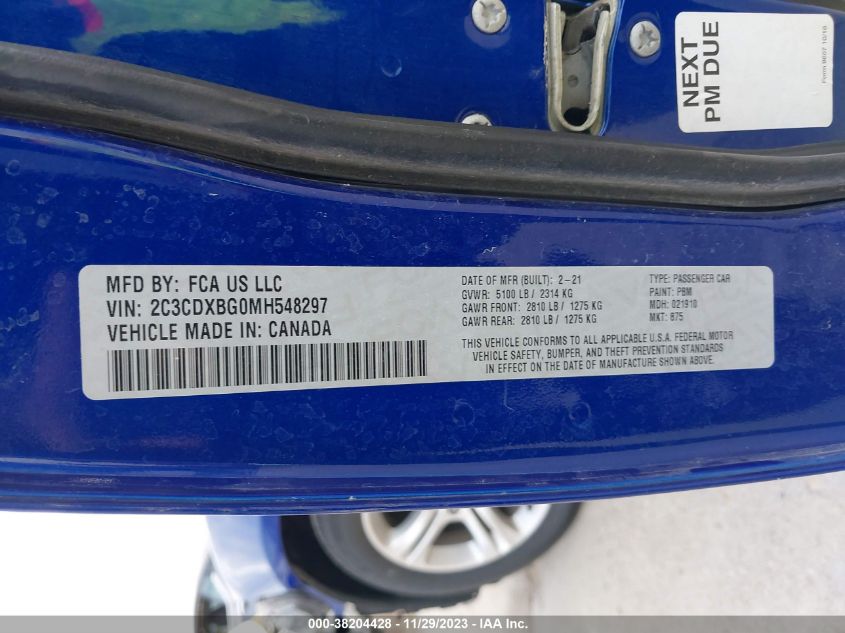 NEXT
PM DUE
Form 8607 10/16
MFD BY: FCA US LLC
VIN: 2C3CDXBG0MH548297
VEHICLE MADE IN: CANADA
DATE OF MFR (BUILT): 2-21
GVWR: 5100 LB / 2314 KG
GAWR FRONT: 2810 LB / 1275 KG
GAWR REAR: 2810 LB / 1275 KG
TYPE: PASSENGER CAR
PAINT: PBM
MDH: 021910
MKT: 875
THIS VEHICLE CONFORMS TO ALL APPLICABLE U.S.A. FEDERAL MOTOR
VEHICLE SAFETY, BUMPER, AND THEFT PREVENTION STANDARDS
IN EFFECT ON THE DATE OF MANUFACTURE SHOWN ABOVE.
000-38204428 - 11/29/2023 - IAA Inc.